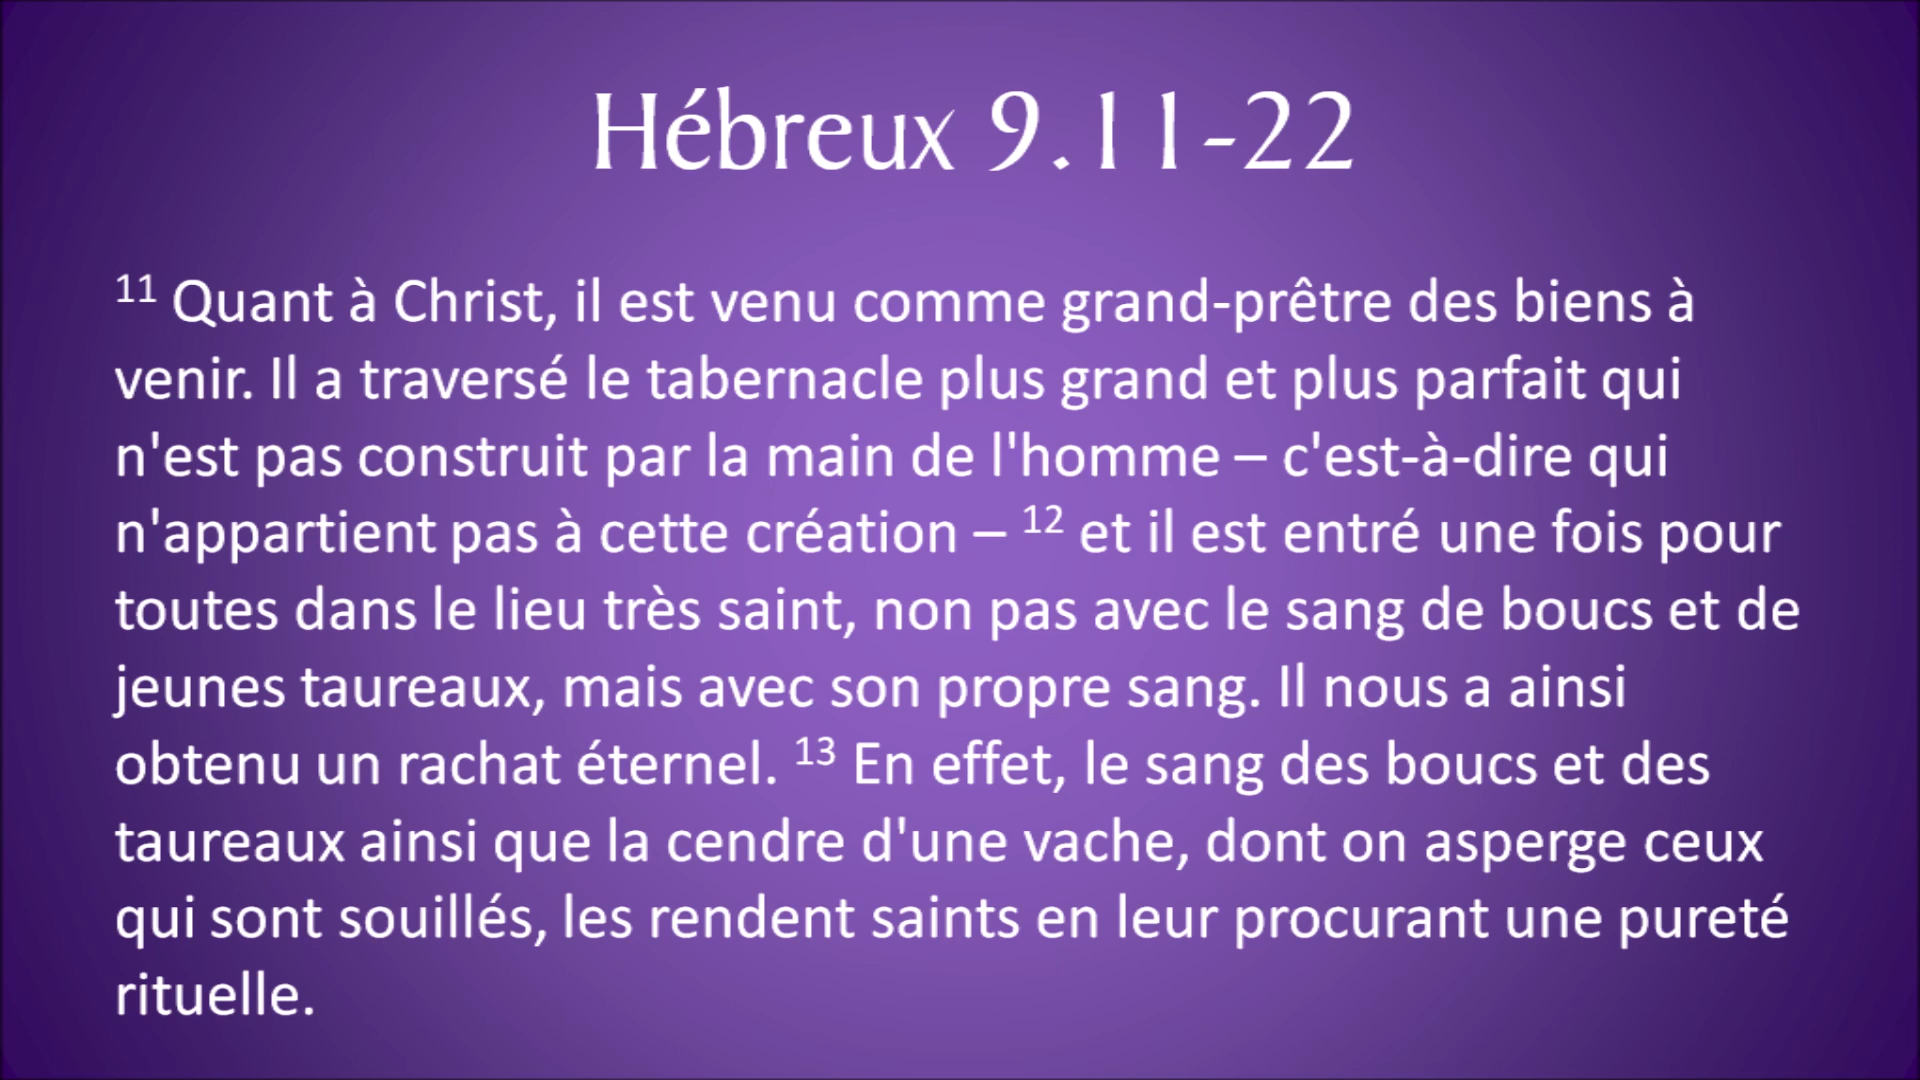 Hébreux 9.11-22
11 Quant à Christ, il est venu comme grand-prêtre des biens à
venir. Il a traversé le tabernacle plus grand et plus parfait qui
n'est pas construit par la main de l'homme – c'est-à-dire qui
n'appartient pas à cette création – 12 et il est entré une fois pour
toutes dans le lieu très saint, non pas avec le sang de boucs et de
jeunes taureaux, mais avec son propre sang. Il nous a ainsi
obtenu un rachat éternel. 13 En effet, le sang des boucs et des
taureaux ainsi que la cendre d'une vache, dont on asperge ceux
qui sont souillés, les rendent saints en leur procurant une pureté
rituelle.